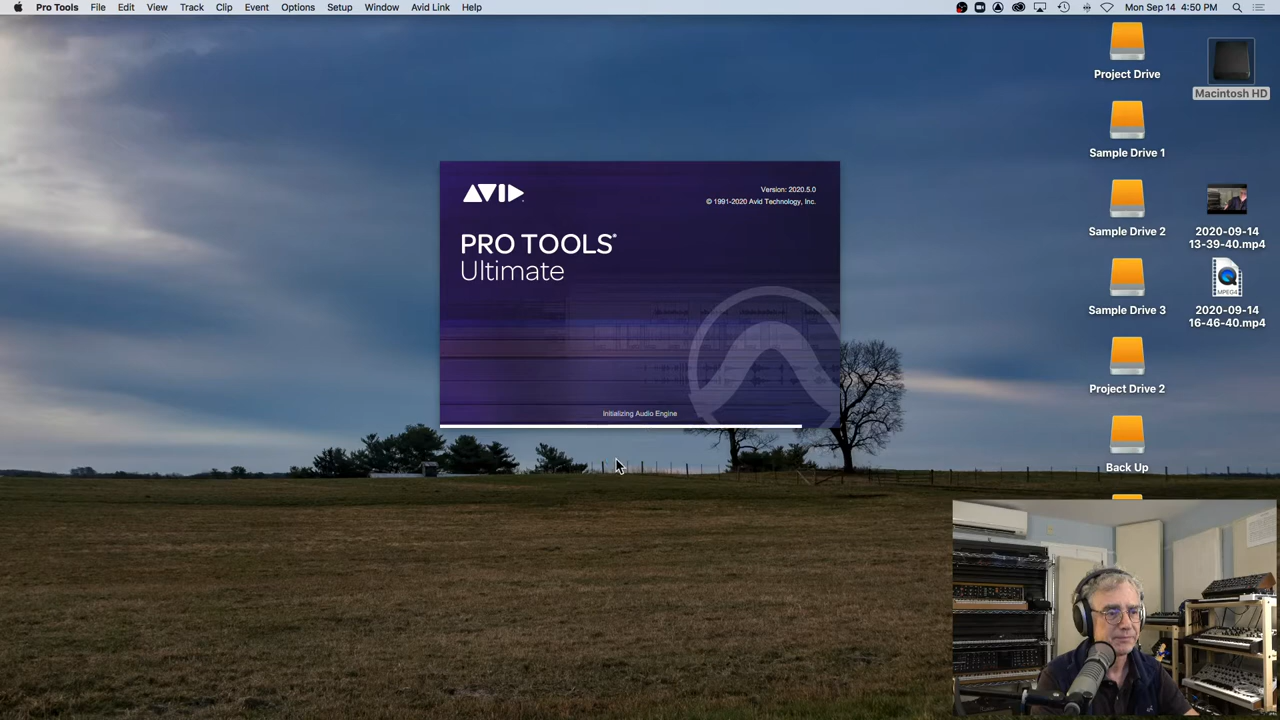 Pro Tools File Edit View Track Clip Event Options Setup Window Avid Link Help
Mon Sep 14 4:50 PM
Project Drive
Macintosh HD
Sample Drive 1
Sample Drive 2
2020-09-14
13-39-40.mp4
Sample Drive 3
MPEG4
2020-09-14
16-46-40.mp4
Project Drive 2
Back Up
AVID
Version: 2020.5.0
© 1991-2020 Avid Technology, Inc.
PRO TOOLS®
Ultimate
Initializing Audio Engine